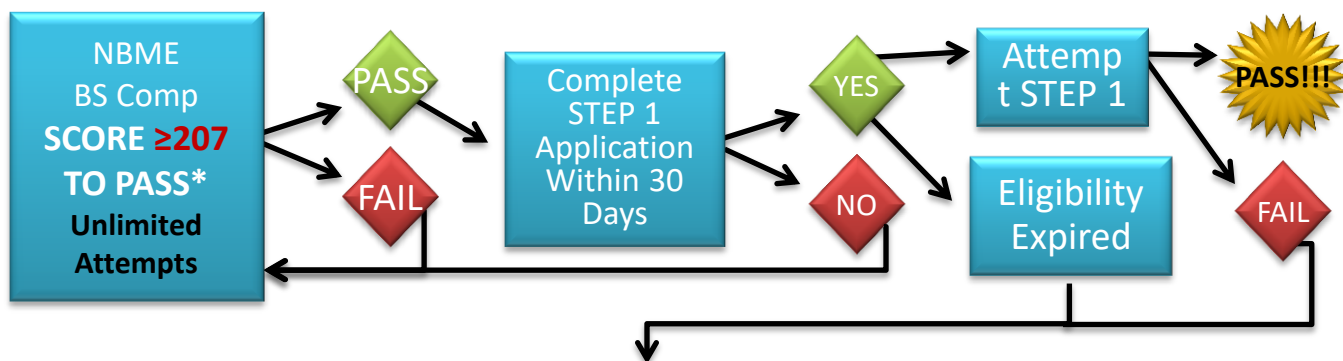 NBME
BS Comp
SCORE ≥207
TO PASS*
Unlimited
Attempts
PASS
FAIL
Complete
STEP 1
Application
Within 30
Days
YES
NO
Attemp
t STEP 1
Eligibility
Expired
PASS!!!
FAIL